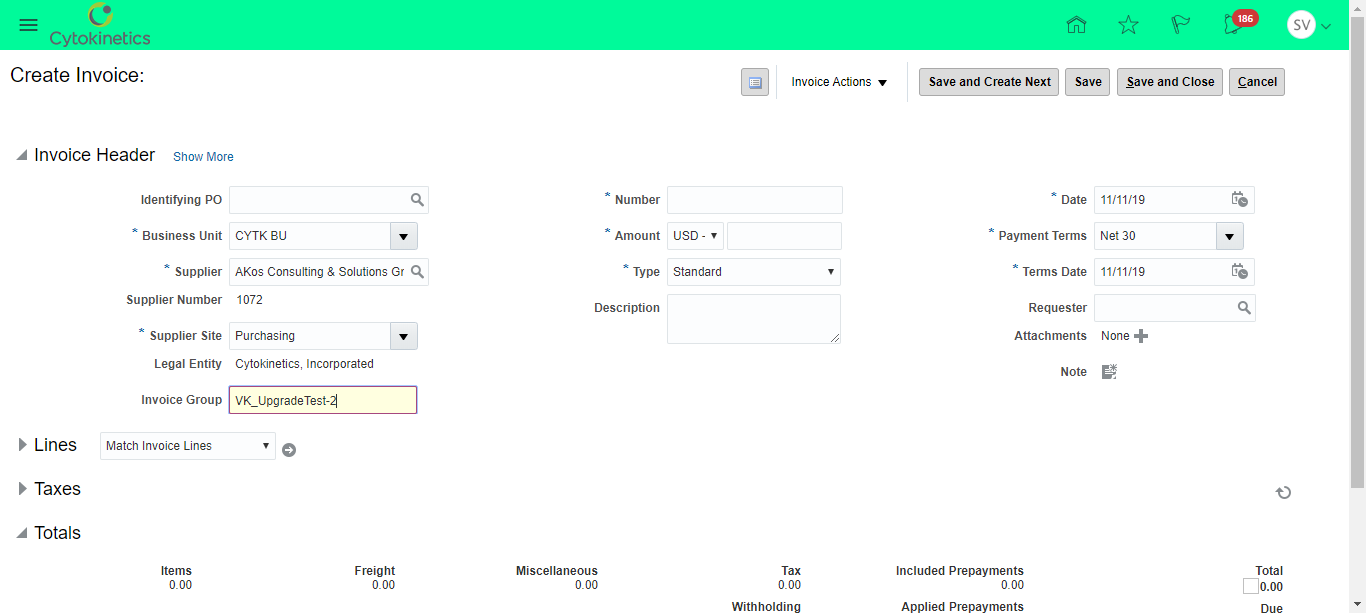 Cytokinetics
186
SV
Create Invoice:
Invoice Actions
Save and Create Next
Save
Save and Close
Cancel
Invoice Header
Show More
Identifying PO
* Number
* Date 11/11/19
* Business Unit CYTK BU
* Amount USD -
* Payment Terms Net 30
* Supplier AKos Consulting & Solutions Gr
* Type Standard
* Terms Date 11/11/19
Supplier Number 1072
Description
Requester
* Supplier Site Purchasing
Attachments None
Legal Entity Cytokinetics, Incorporated
Note
Invoice Group VK_UpgradeTest-2
Lines Match Invoice Lines
Taxes
Totals
Items Freight Miscellaneous Tax Included Prepayments Total
0.00 0.00 0.00 0.00 0.00 0.00
Withholding Applied Prepayments Due